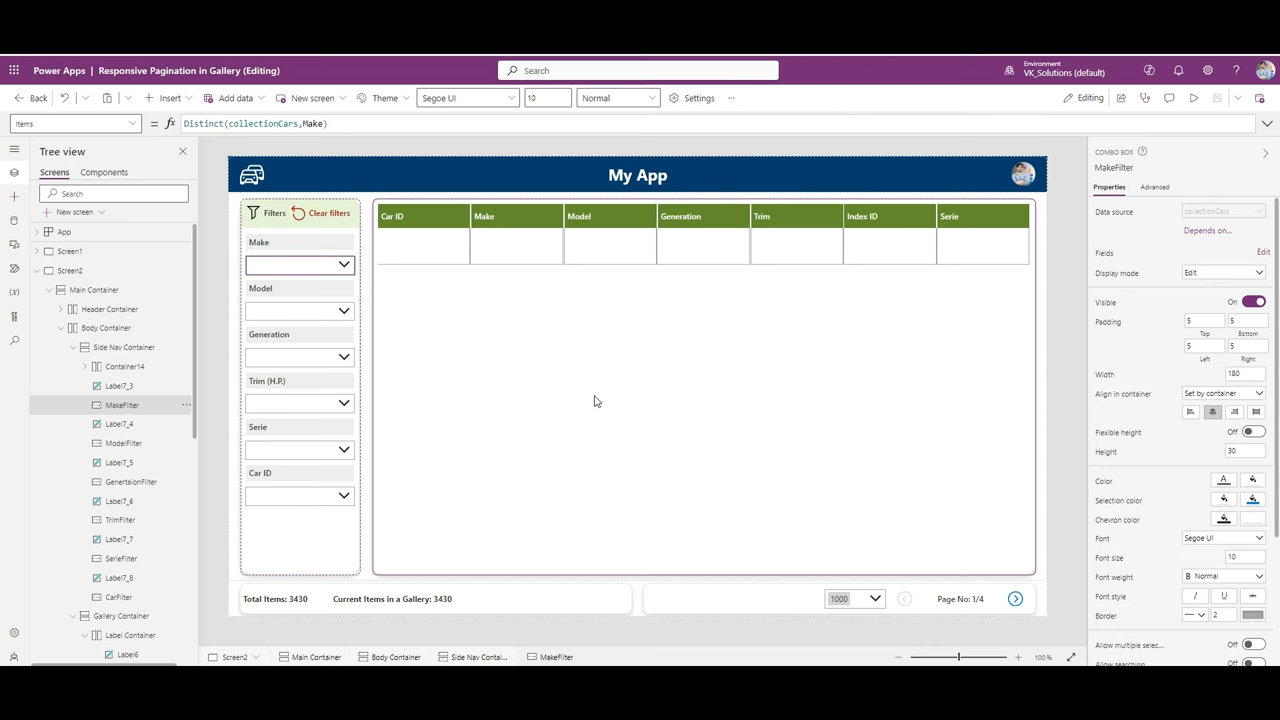 Power Apps | Responsive Pagination in Gallery (Editing)
Search
Environment
VK_Solutions (default)
Back
Insert
Add data
New screen
Theme
Segoe UI
10
Normal
Settings
Editing
Items
= fx Distinct(collectionCars,Make)
Tree view
Screens
Components
Search
New screen
App
Screen1
Screen2
Main Container
Header Container
Body Container
Side Nav Container
Container14
Label7_3
MakeFilter
Label7_4
ModelFilter
Label7_5
GenertaionFilter
Label7_6
TrimFilter
Label7_7
SerieFilter
Label7_8
CarFilter
Gallery Container
Label Container
Label6
My App
Filters
Clear filters
Make
Model
Generation
Trim (H.P.)
Serie
Car ID
Car ID
Make
Model
Generation
Trim
Index ID
Serie
Total Items: 3430
Current Items in a Gallery: 3430
1000
Page No: 1/4
Screen2
Main Container
Body Container
Side Nav Contai...
MakeFilter
100 %
COMBO BOX
MakeFilter
Properties
Advanced
Data source
collectionCars
Depends on...
Fields
Edit
Display mode
Edit
Visible
On
Padding
5
5
Top
Bottom
5
5
Left
Right
Width
180
Align in container
Set by container
Flexible height
Off
Height
30
Color
Selection color
Chevron color
Font
Segoe UI
Font size
10
Font weight
B Normal
Font style
Border
2
Allow multiple selec...
Off
Allow searching